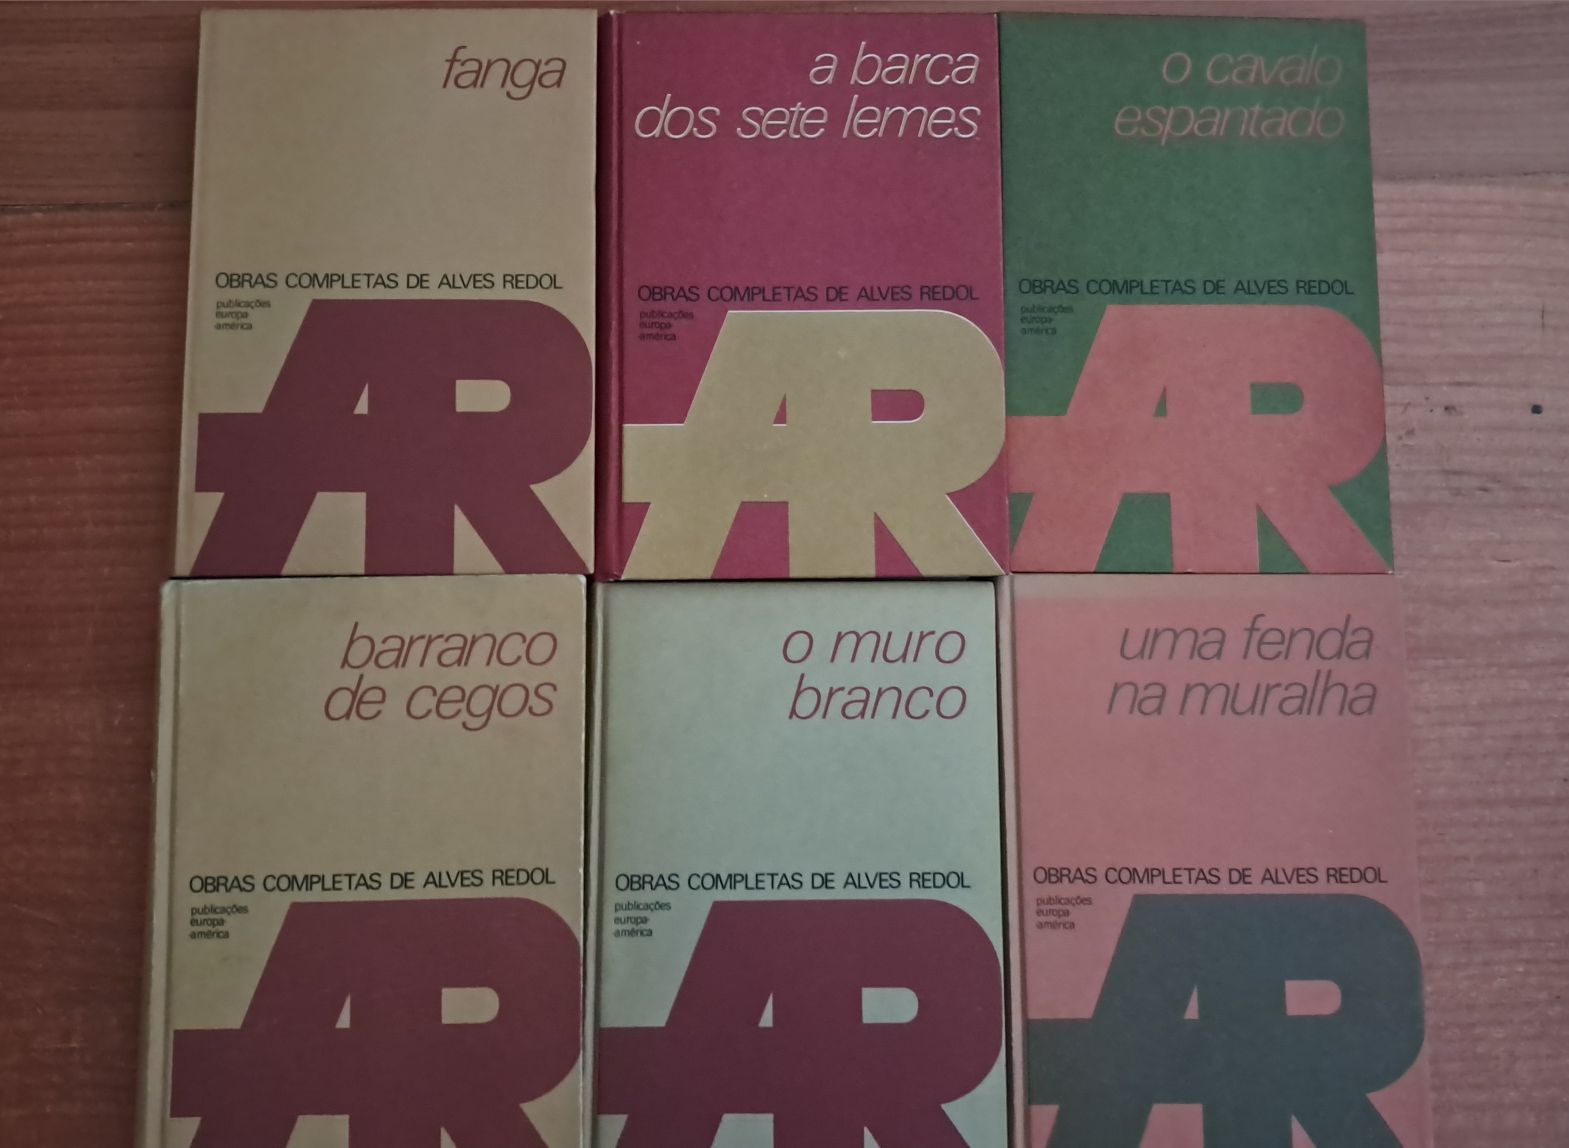 fanga
OBRAS COMPLETAS DE ALVES REDOL
publicações
europa-
-américa
AR
a barca
dos sete lemes
OBRAS COMPLETAS DE ALVES REDOL
publicações
europa-
-américa
AR
o cavalo
espantado
OBRAS COMPLETAS DE ALVES REDOL
publicações
europa-
-américa
AR
barranco
de cegos
OBRAS COMPLETAS DE ALVES REDOL
publicações
europa-
-américa
AR
o muro
branco
OBRAS COMPLETAS DE ALVES REDOL
publicações
europa-
-américa
AR
uma fenda
na muralha
OBRAS COMPLETAS DE ALVES REDOL
publicações
europa-
-américa
AR